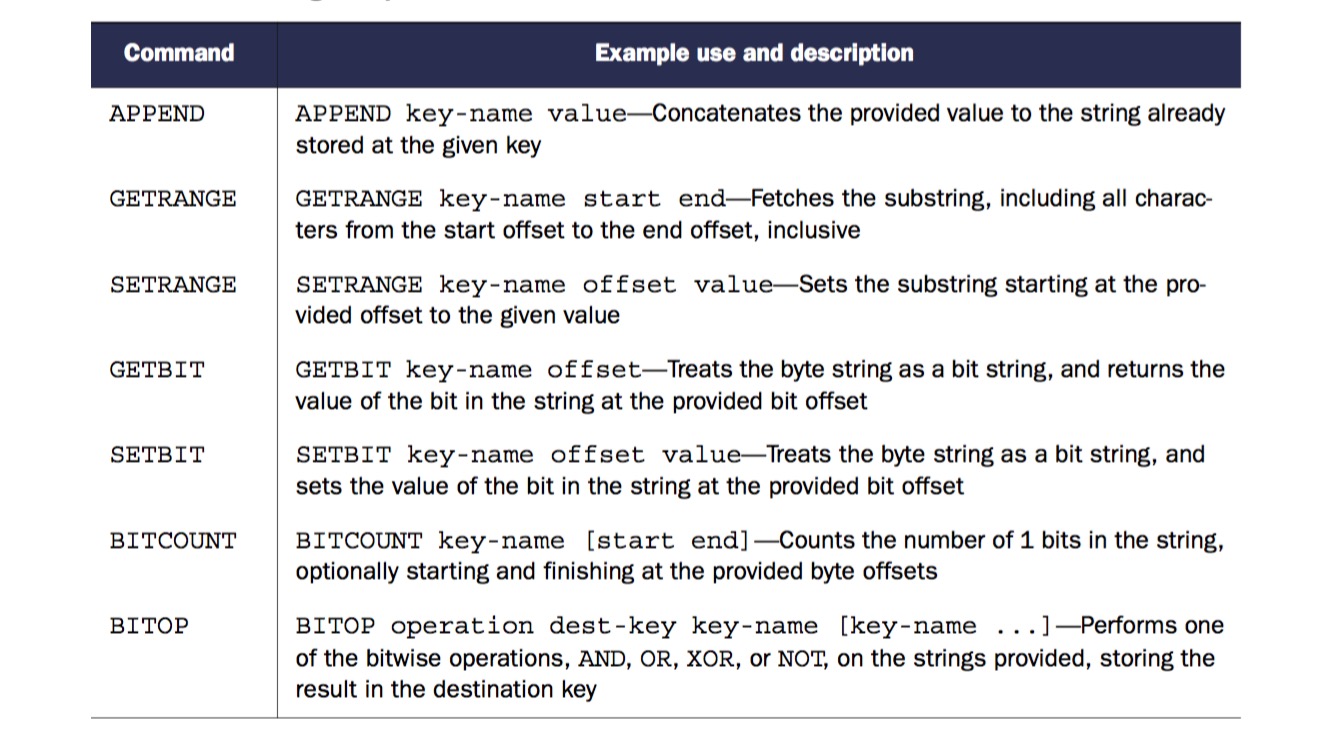 Command Example use and description
APPEND APPEND key-name value—Concatenates the provided value to the string already
stored at the given key
GETRANGE GETRANGE key-name start end—Fetches the substring, including all charac-
ters from the start offset to the end offset, inclusive
SETRANGE SETRANGE key-name offset value—Sets the substring starting at the pro-
vided offset to the given value
GETBIT GETBIT key-name offset—Treats the byte string as a bit string, and returns the
value of the bit in the string at the provided bit offset
SETBIT SETBIT key-name offset value—Treats the byte string as a bit string, and
sets the value of the bit in the string at the provided bit offset
BITCOUNT BITCOUNT key-name [start end]—Counts the number of 1 bits in the string,
optionally starting and finishing at the provided byte offsets
BITOP BITOP operation dest-key key-name [key-name ...]—Performs one
of the bitwise operations, AND, OR, XOR, or NOT, on the strings provided, storing the
result in the destination key